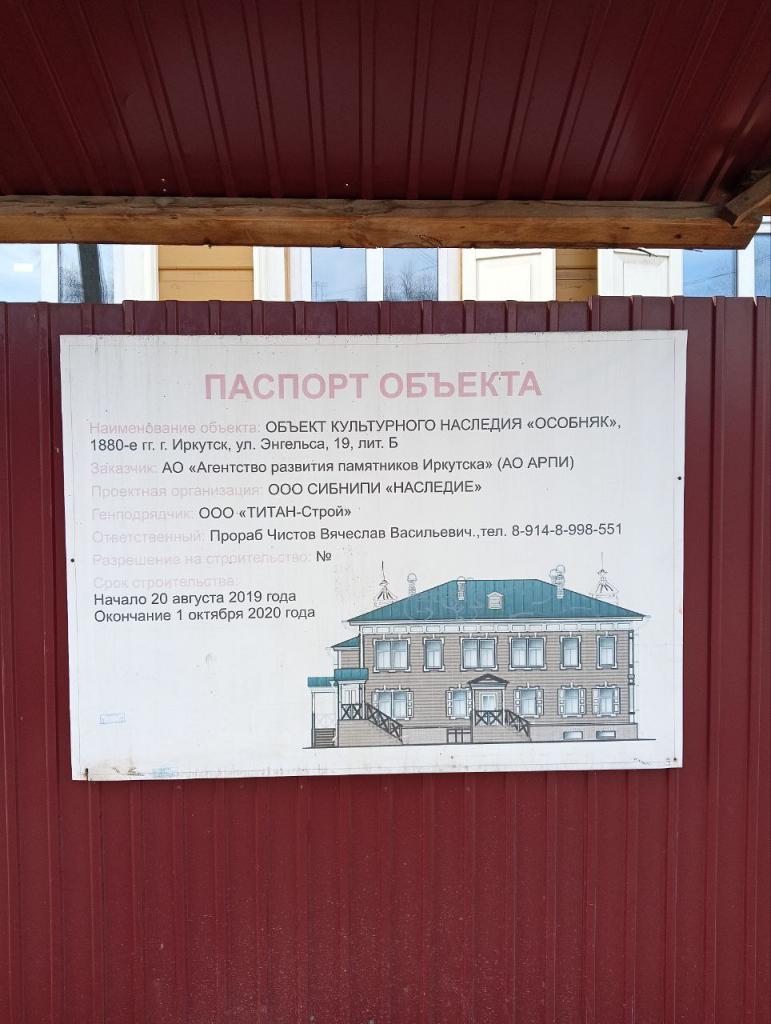 ПАСПОРТ ОБЪЕКТА
Наименование объекта: ОБЪЕКТ КУЛЬТУРНОГО НАСЛЕДИЯ «ОСОБНЯК»,
1880-е гг. г. Иркутск, ул. Энгельса, 19, лит. Б
Заказчик: АО «Агентство развития памятников Иркутска» (АО АРПИ)
Проектная организация: ООО СИБНИПИ «НАСЛЕДИЕ»
Генподрядчик: ООО «ТИТАН-Строй»
Ответственный: Прораб Чистов Вячеслав Васильевич.,тел. 8-914-8-998-551
Разрешение на строительство: №
Срок строительства:
Начало 20 августа 2019 года
Окончание 1 октября 2020 года